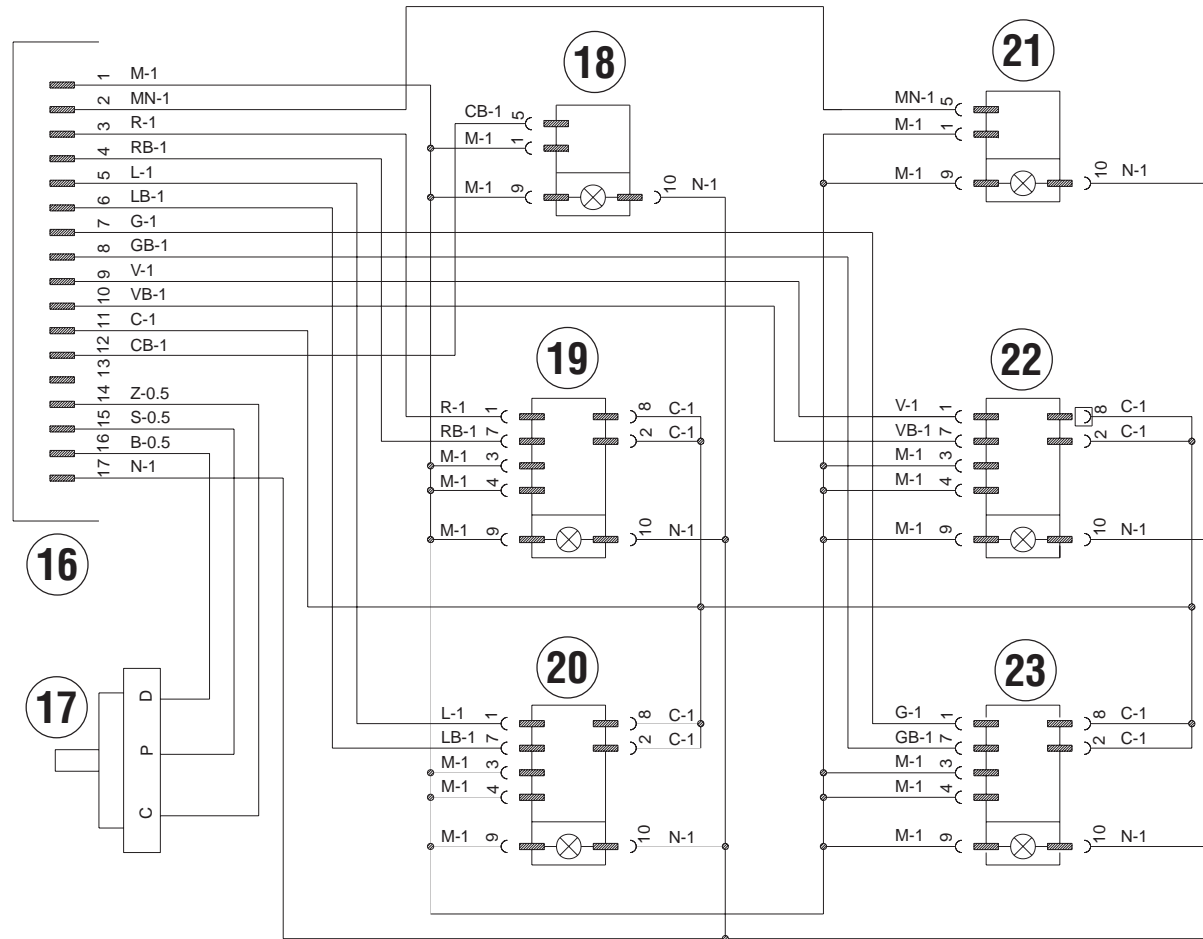 16
1 M-1
2 MN-1
3 R-1
4 RB-1
5 L-1
6 LB-1
7 G-1
8 GB-1
9 V-1
10 VB-1
11 C-1
12 CB-1
13
14 Z-0.5
15 S-0.5
16 B-0.5
17 N-1
17
D
P
C
18
CB-1 5
M-1 1
M-1 9
10 N-1
21
MN-1 5
M-1 1
M-1 9
10 N-1
19
R-1 1
RB-1 7
M-1 3
M-1 4
M-1 9
8 C-1
2 C-1
10 N-1
22
V-1 1
VB-1 7
M-1 3
M-1 4
M-1 9
8 C-1
2 C-1
10 N-1
20
L-1 1
LB-1 7
M-1 3
M-1 4
M-1 9
8 C-1
2 C-1
10 N-1
23
G-1 1
GB-1 7
M-1 3
M-1 4
M-1 9
8 C-1
2 C-1
10 N-1